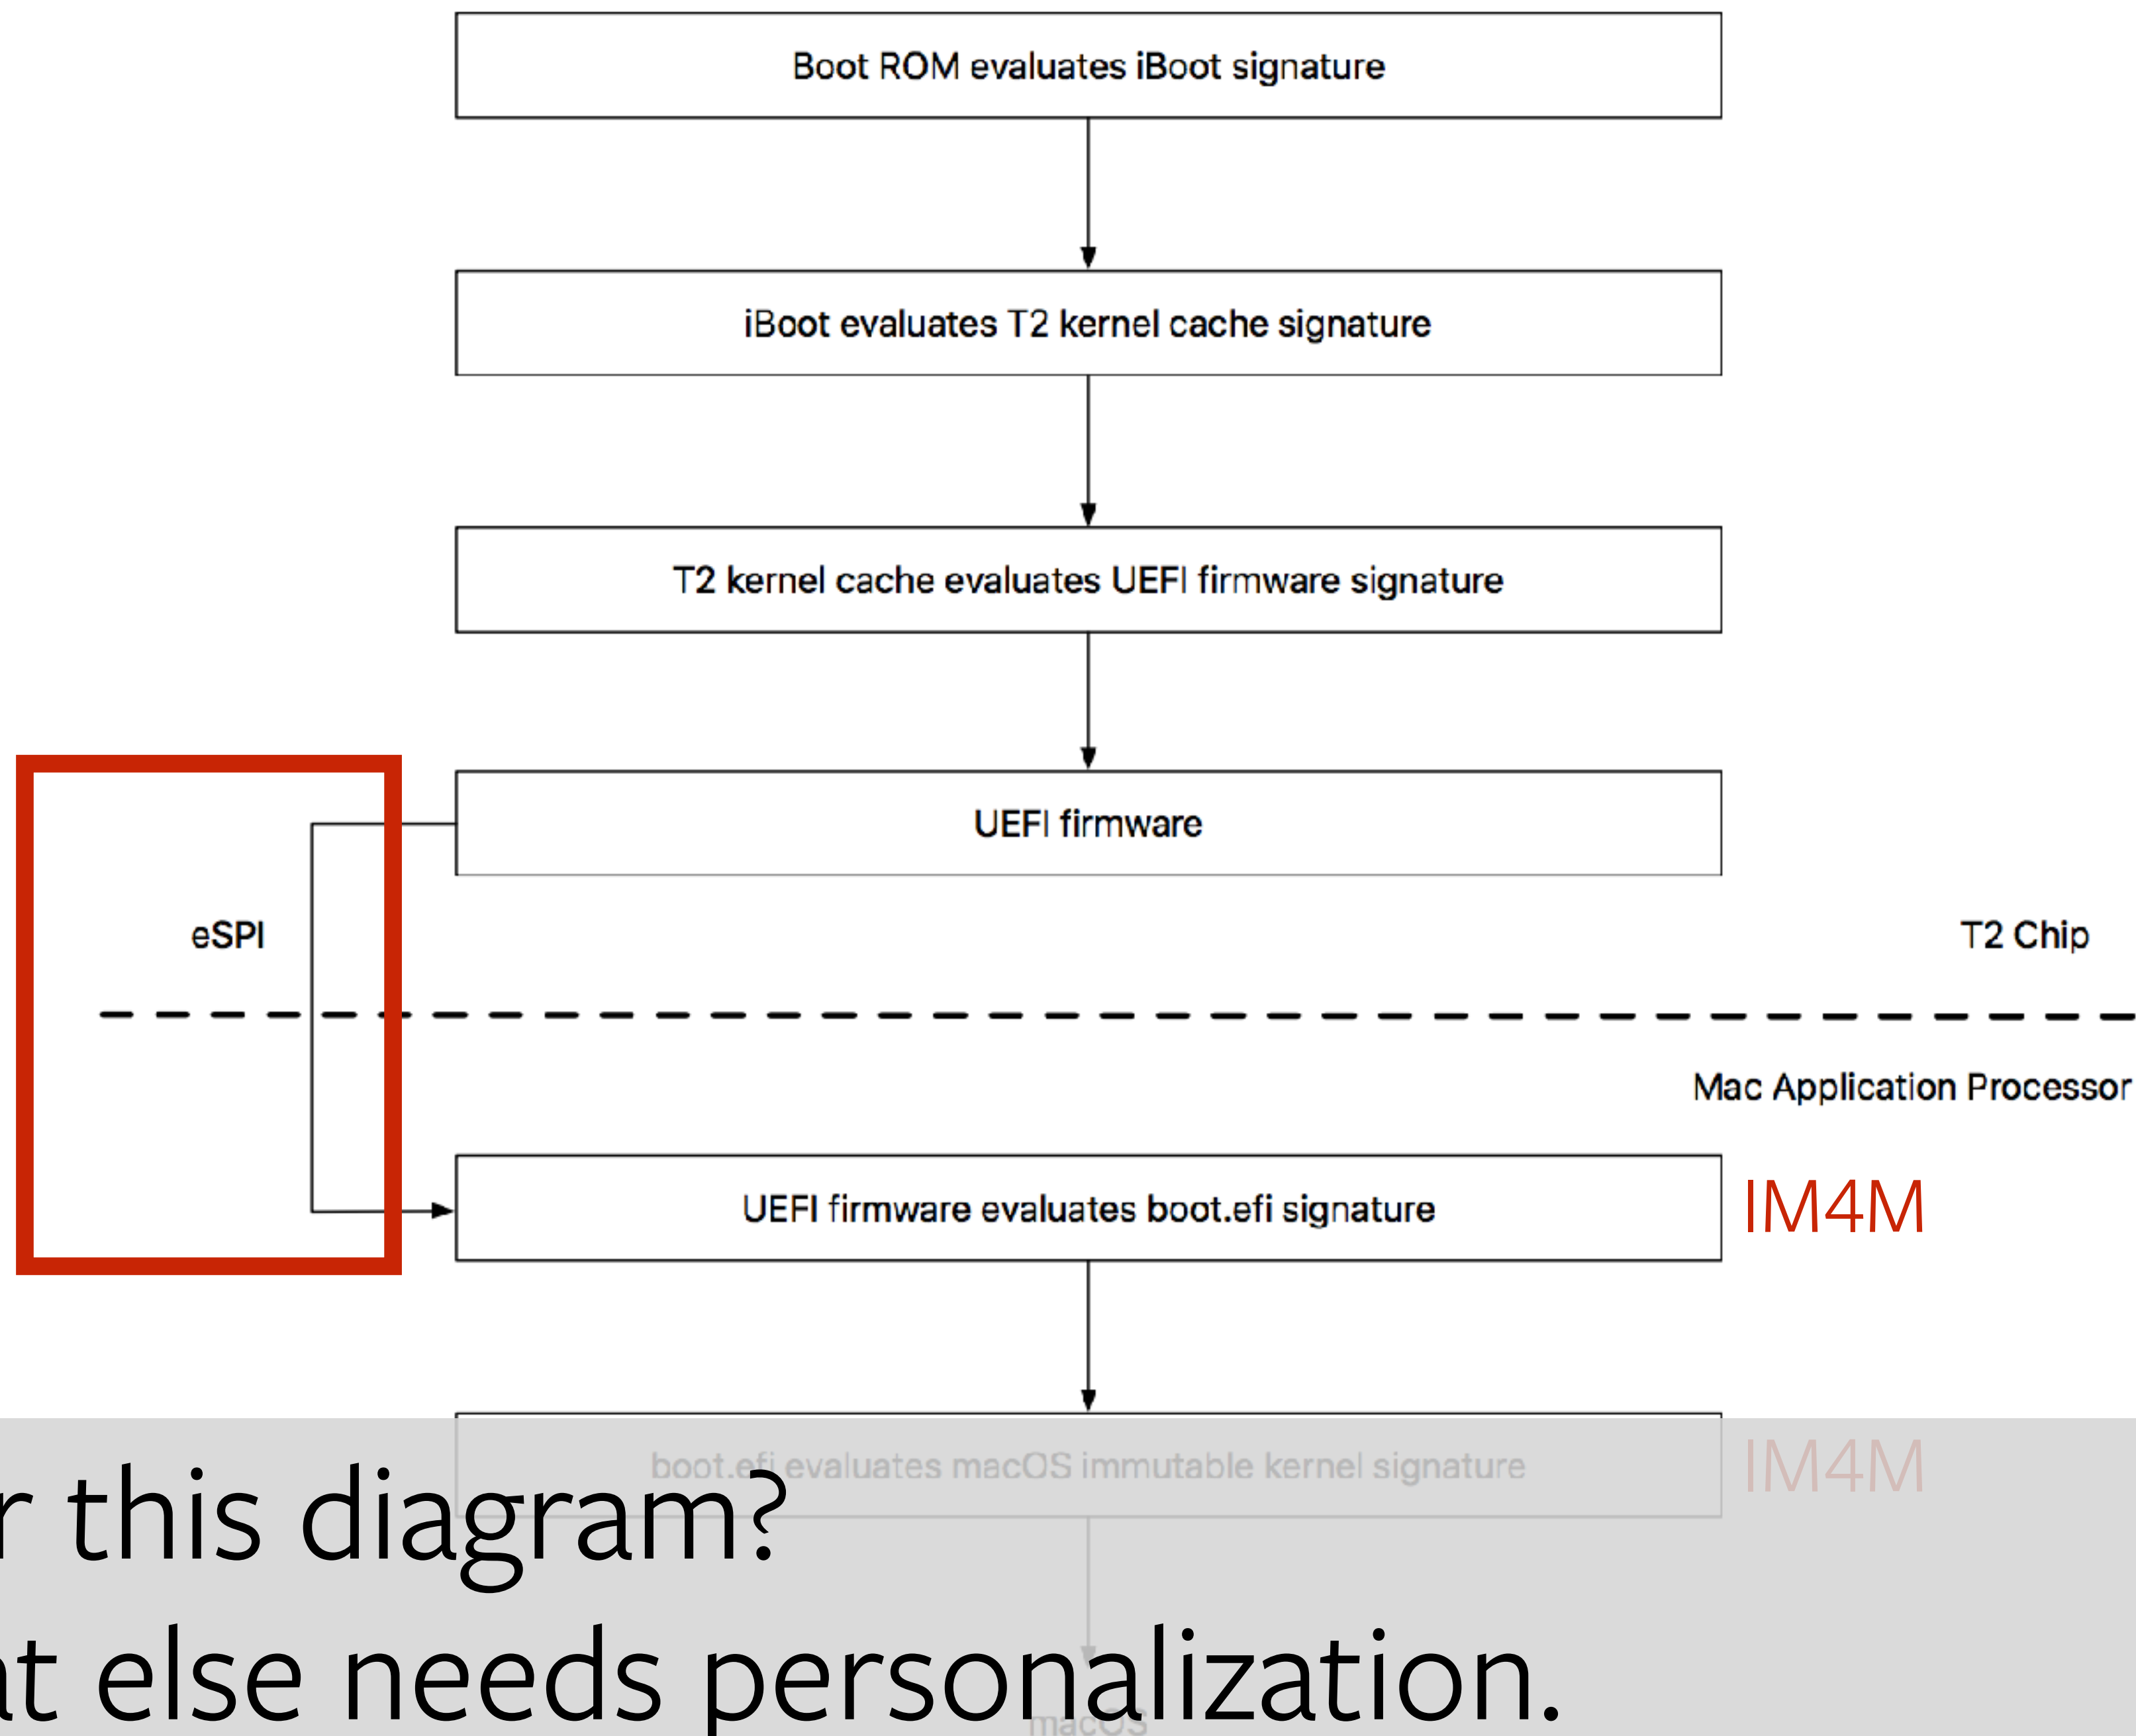 Boot ROM evaluates iBoot signature
iBoot evaluates T2 kernel cache signature
T2 kernel cache evaluates UEFI firmware signature
UEFI firmware
eSPI
T2 Chip
Mac Application Processor
UEFI firmware evaluates boot.efi signature
IM4M
boot.efi evaluates macOS immutable kernel signature
IM4M
r this diagram?
at else needs personalization.
macOS